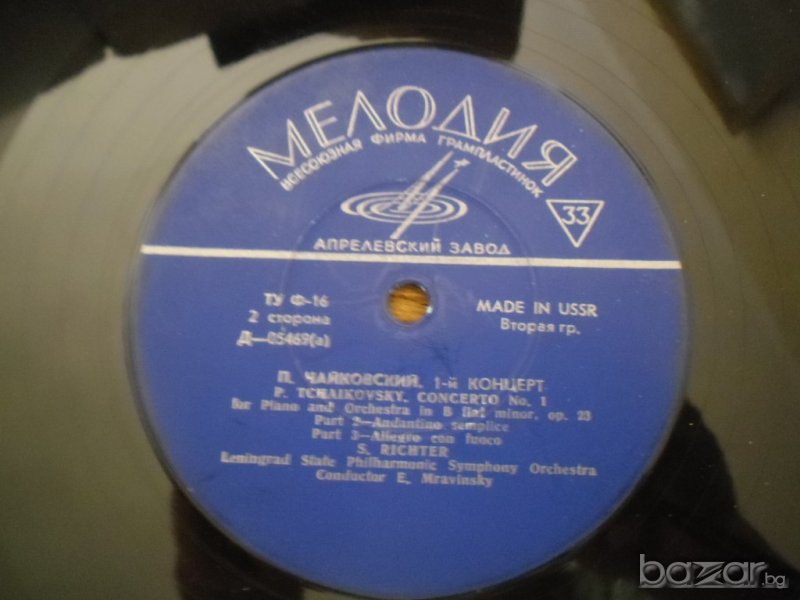 МЕЛОДИЯ
ВСЕСОЮЗНАЯ ФИРМА ГРАМПЛАСТИНОК
33
АПРЕЛЕВСКИЙ ЗАВОД
ТУ Ф-16
2 сторона
Д—05469(а)
MADE IN USSR
Вторая гр.
П. ЧАЙКОВСКИЙ. 1-й КОНЦЕРТ
P. TCHAIKOVSKY. CONCERTO No. 1
for Piano and Orchestra in B flat minor, op. 23
Part 2—Andantino semplice
Part 3—Allegro con fuoco
S. RICHTER
Leningrad State Philharmonic Symphony Orchestra
Conductor E. Mravinsky
bazar.bg